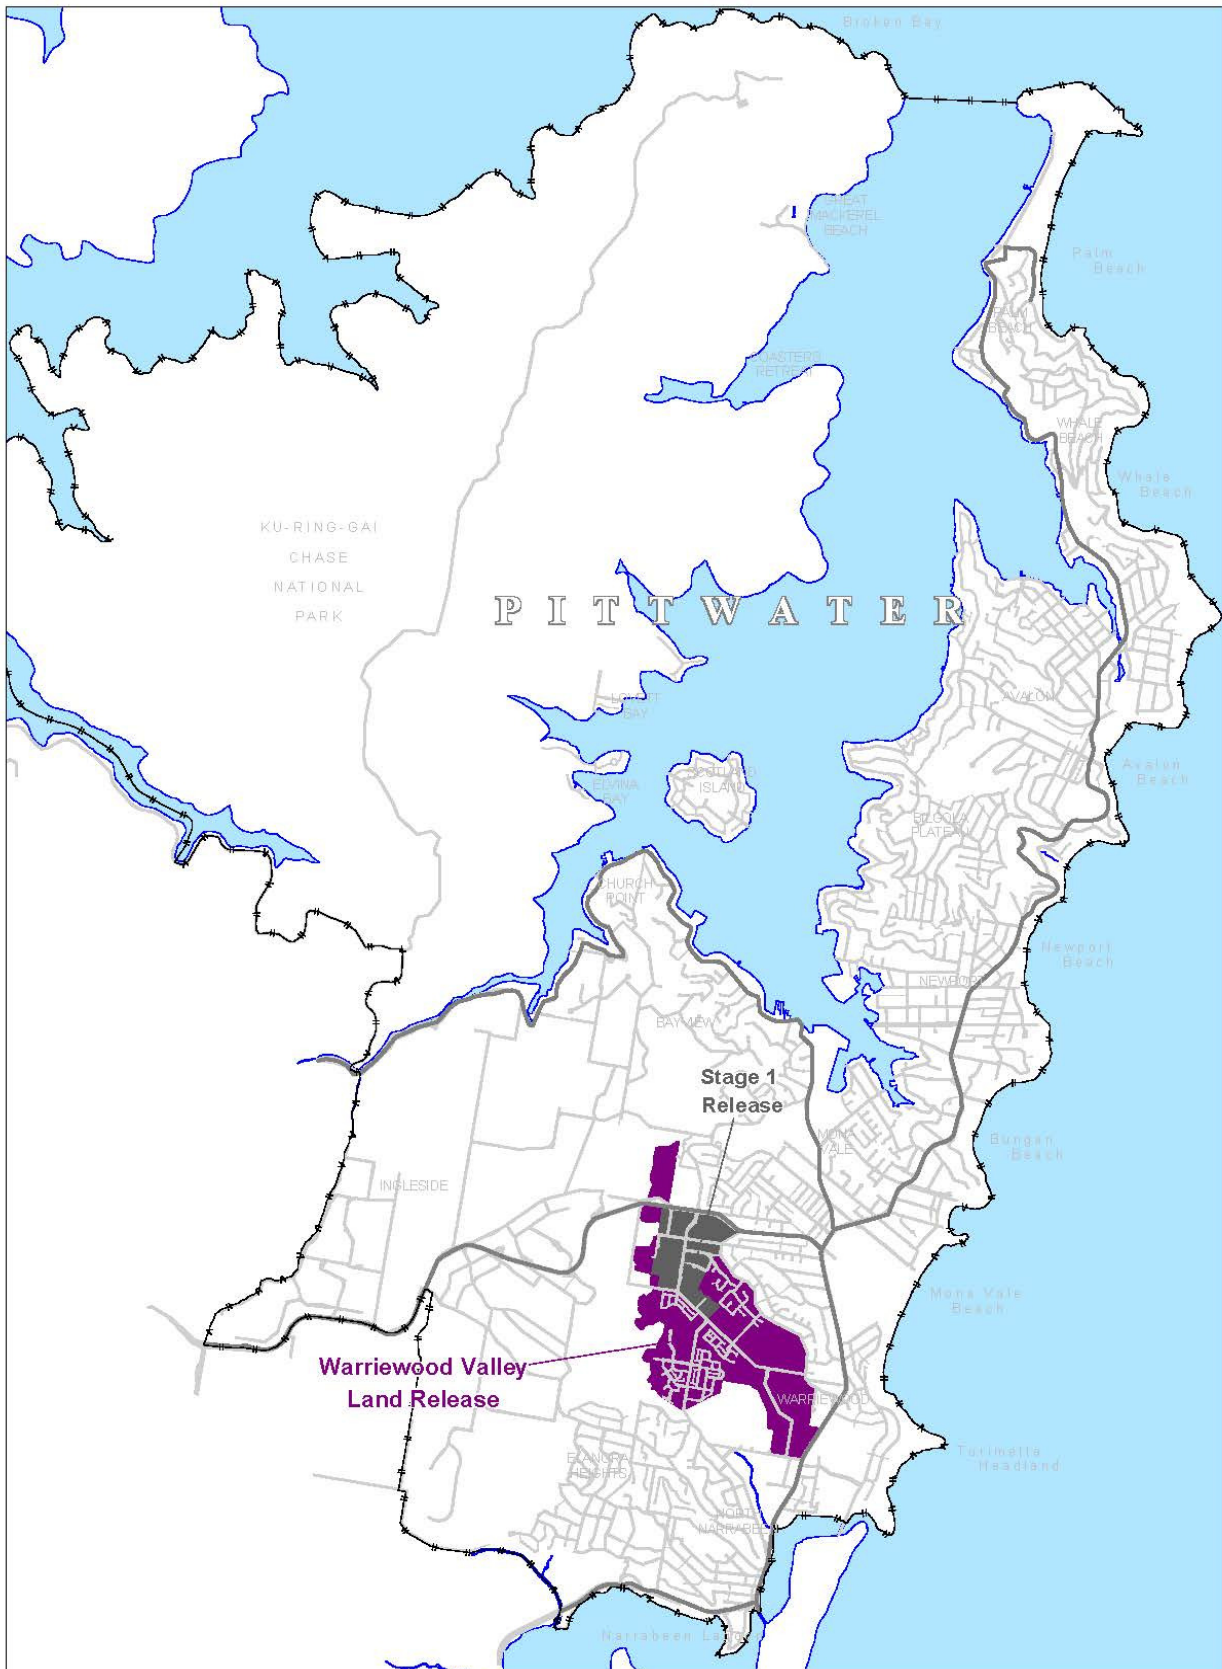 Broken Bay
GREAT
MACKEREL
BEACH
Palm
Beach
PALM
BEACH
COASTERS
RETREAT
WHALE
BEACH
Whale
Beach
KU-RING-GAI
CHASE
NATIONAL
PARK
PITTWATER
LOVETT
BAY
AVALON
SCOTLAND
ISLAND
ELVINA
BAY
Avalon
Beach
BILGOLA
PLATEAU
CHURCH
POINT
Newport
Beach
NEWPORT
BAYVIEW
Stage 1
Release
MONA
VALE
Bungan
Beach
INGLESIDE
Mona Vale
Beach
Warriewood Valley
Land Release
WARRIEWOOD
Turimetta
Headland
ELANORA
HEIGHTS
NORTH
NARRABEEN
Narrabeen Lagoon